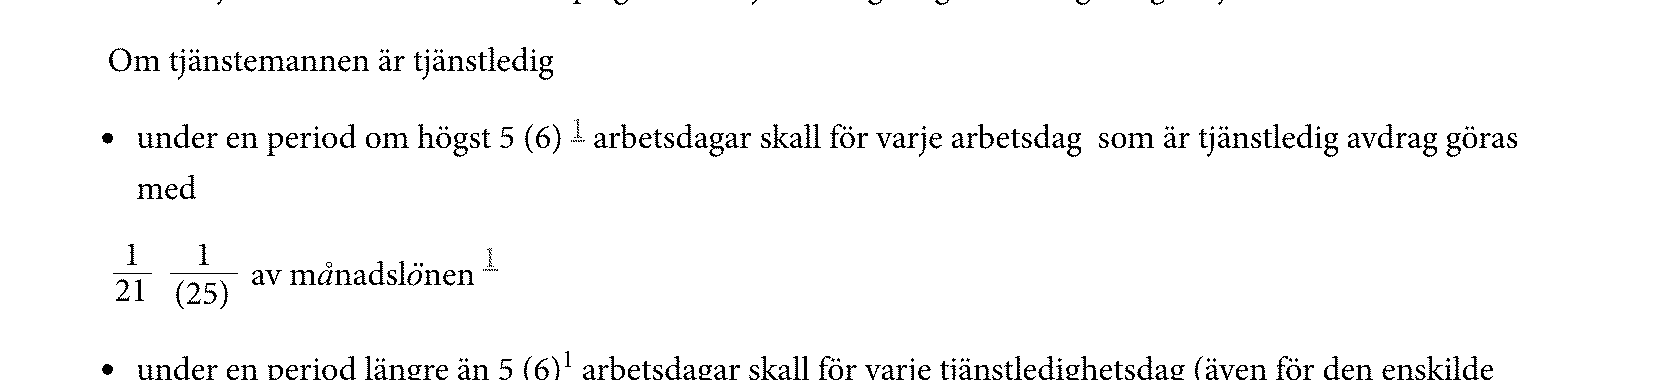 Om tjänstemannen är tjänstledig
• under en period om högst 5 (6) 1 arbetsdagar skall för varje arbetsdag som är tjänstledig avdrag göras
med
1/21 1/(25) av månadslönen 1
• under en period längre än 5 (6)1 arbetsdagar skall för varje tjänstledighetsdag (även för den enskilde